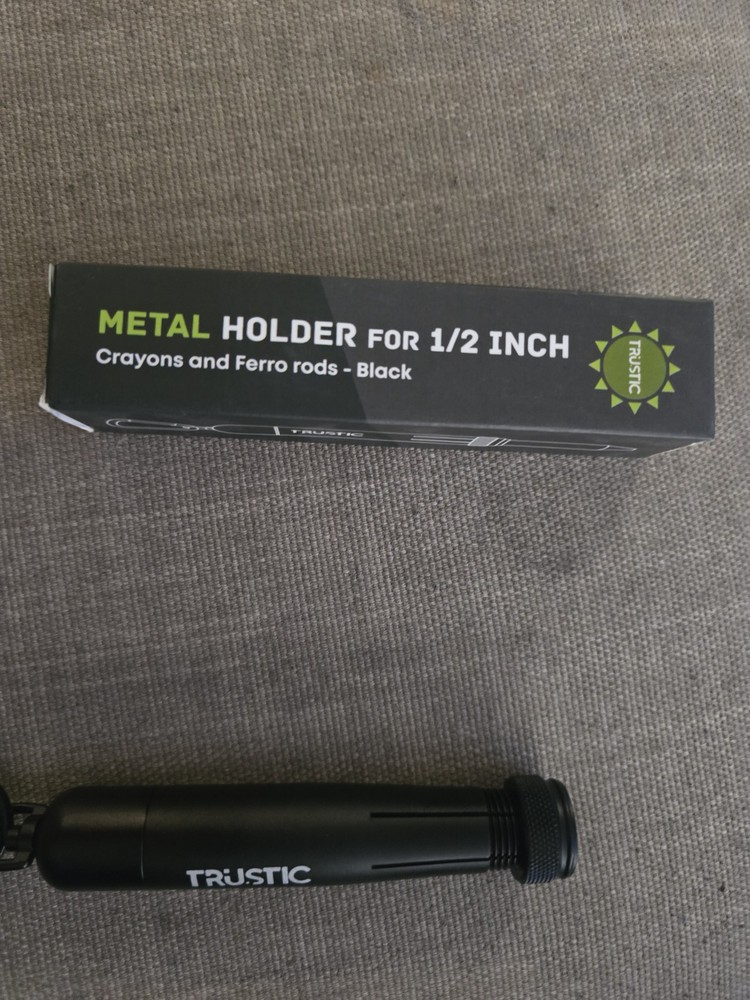 METAL HOLDER FOR 1/2 INCH
Crayons and Ferro rods - Black
TRUSTIC
TRUSTIC
TRUSTIC